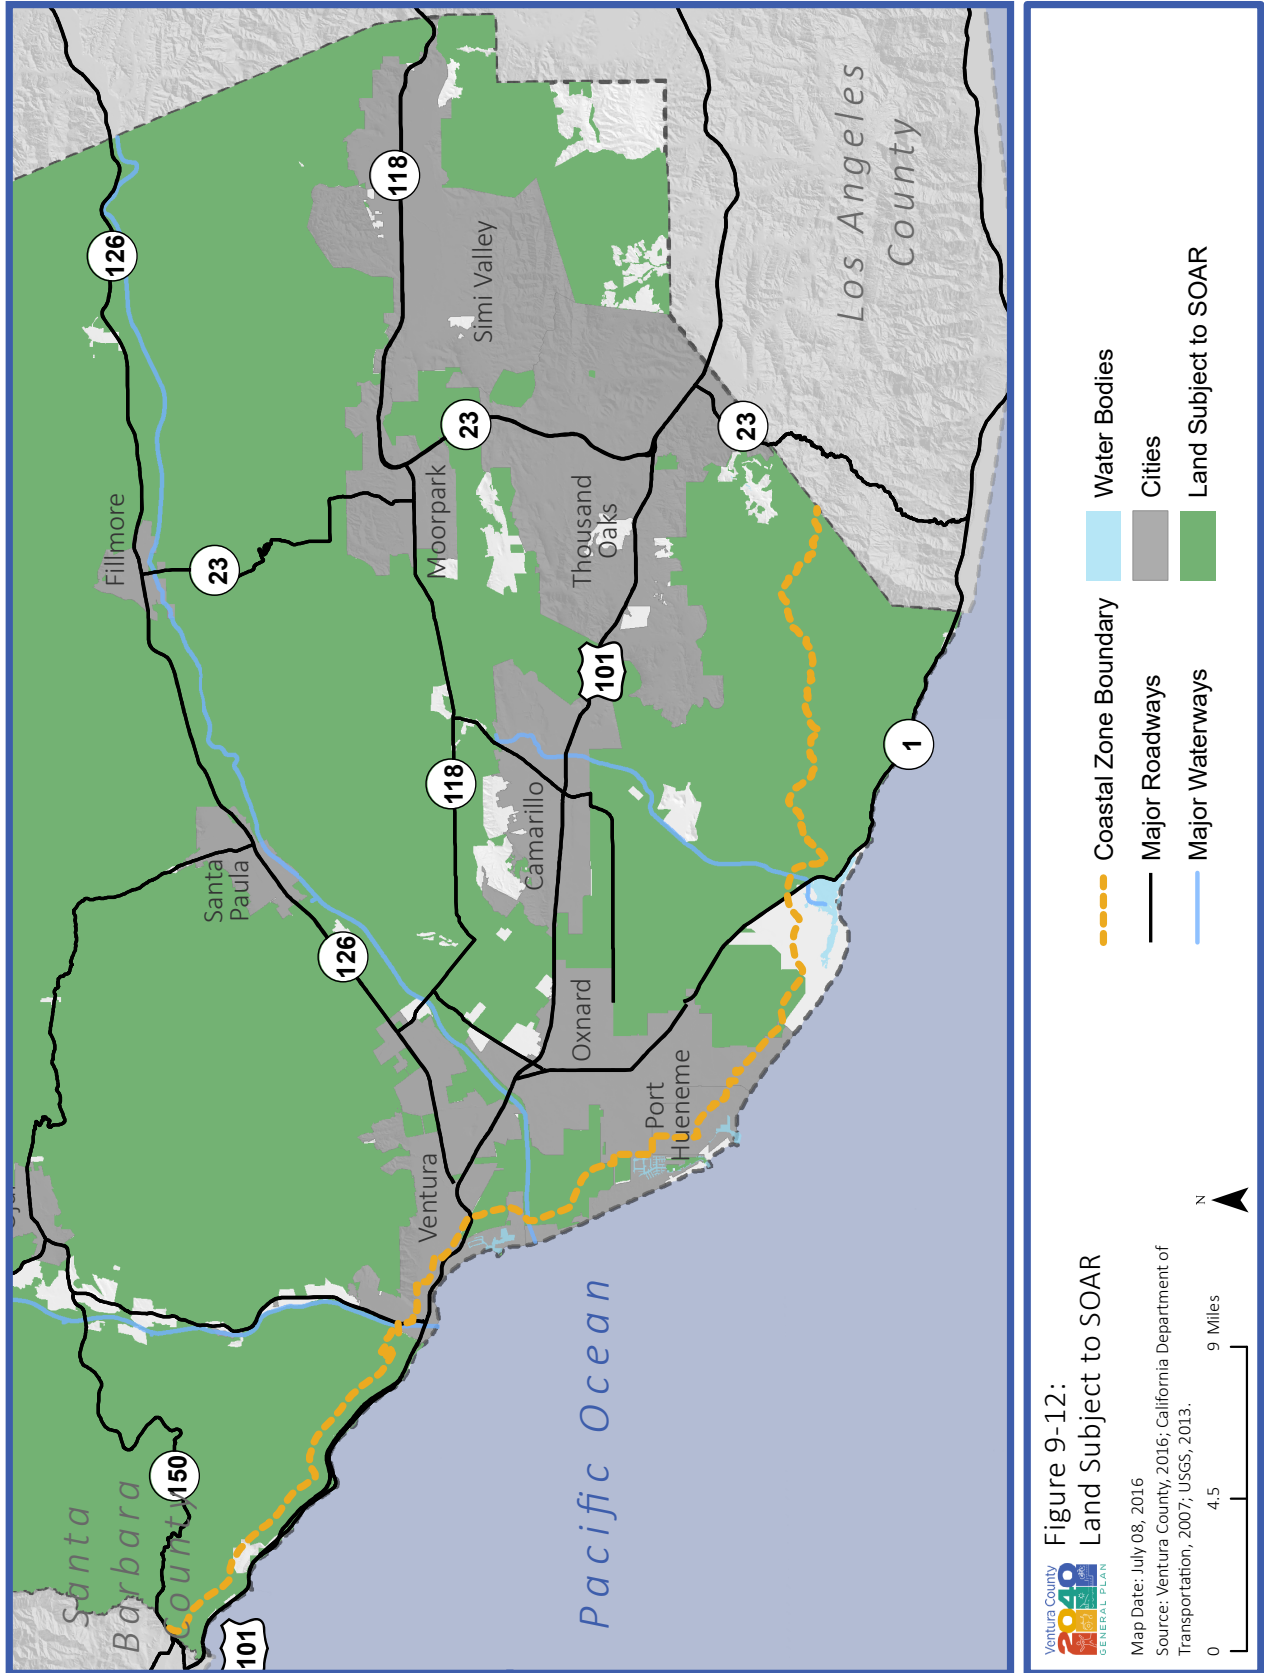 Santa
Barbara
County
150
101
Pacific Ocean
Ventura
126
Santa
Paula
Fillmore
23
126
118
Camarillo
Oxnard
Port
Hueneme
101
Moorpark
Thousand
Oaks
23
118
Simi Valley
23
1
Los Angeles
County
Ventura County
2040
GENERAL PLAN
Figure 9-12:
Land Subject to SOAR
Map Date: July 08, 2016
Source: Ventura County, 2016; California Department of
Transportation, 2007; USGS, 2013.
0 4.5 9 Miles
N
Coastal Zone Boundary
Major Roadways
Major Waterways
Water Bodies
Cities
Land Subject to SOAR